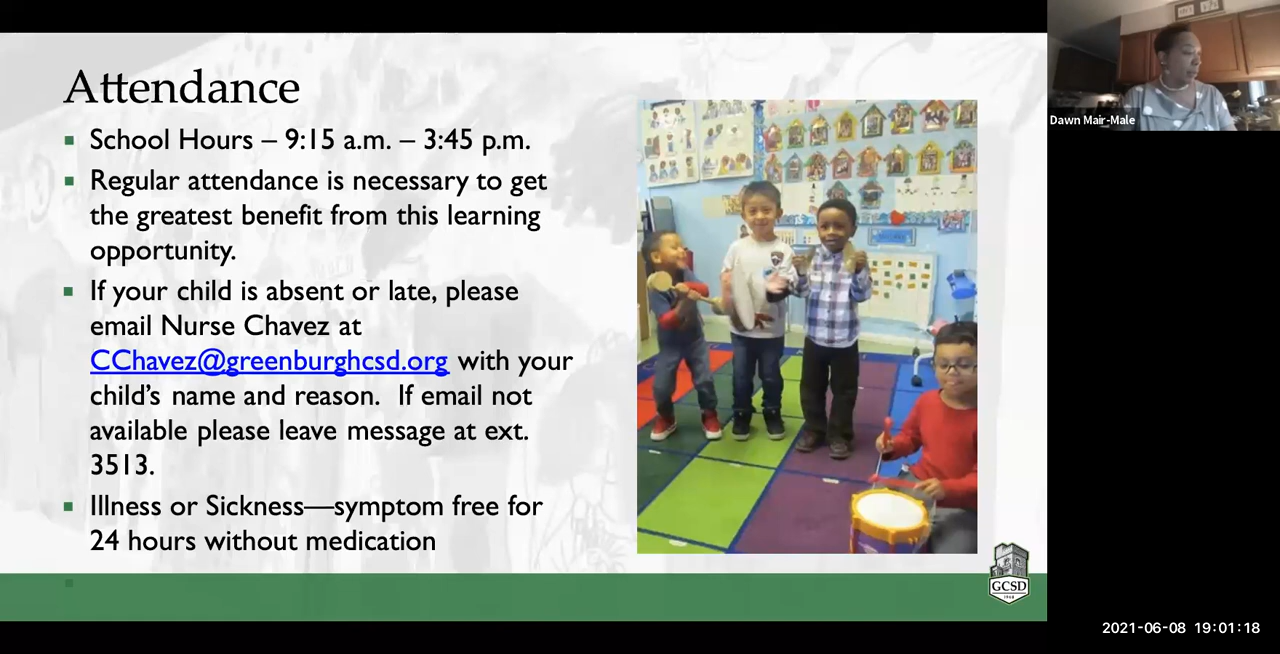 Attendance
School Hours – 9:15 a.m. – 3:45 p.m.
Regular attendance is necessary to get
the greatest benefit from this learning
opportunity.
If your child is absent or late, please
email Nurse Chavez at
CChavez@greenburghcsd.org with your
child's name and reason.  If email not
available please leave message at ext.
3513.
Illness or Sickness—symptom free for
24 hours without medication
GCSD
Dawn Mair-Male
2021-06-08 19:01:18